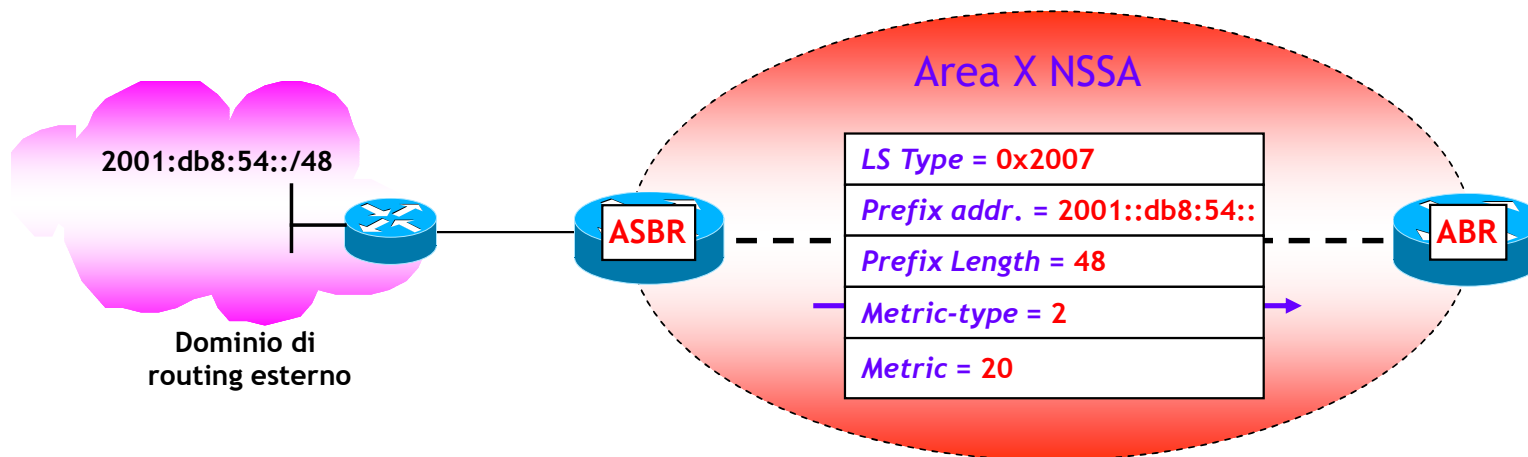 Area X NSSA
2001:db8:54::/48
Dominio di
routing esterno
ASBR
LS Type = 0x2007
Prefix addr. = 2001::db8:54::
Prefix Length = 48
Metric-type = 2
Metric = 20
ABR